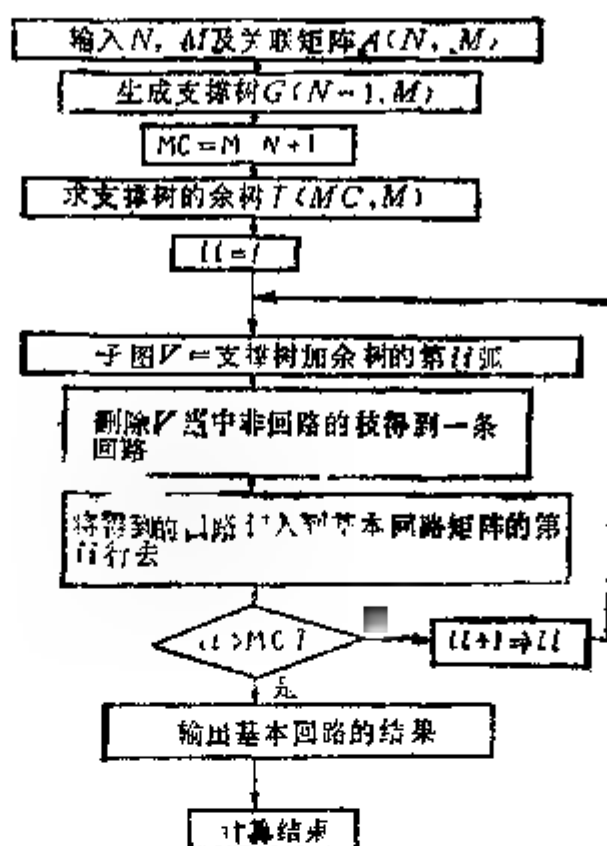 输入N, M及关联矩阵A(N, M)
生成支撑树G(N-1, M)
MC=M N+1
求支撑树的余树T(MC, M)
ii=1
子图V=支撑树加余树的第ii弧
删除V当中非回路的枝得到一条
回路
将得到的回路 入到基本回路矩阵的第
ii行去
ii>MC?
ii+1⇒ii
是
输出基本回路的结果
计算结束